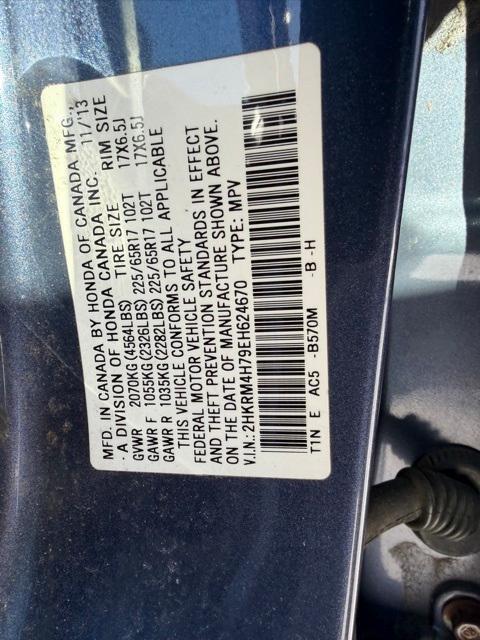 MFD. IN CANADA BY HONDA OF CANADA MFG.,
A DIVISION OF HONDA CANADA INC. 11/'13
TIRE SIZE RIM SIZE
GVWR 2070KG (4564LBS)
GAWR F 1055KG (2326LBS) 225/65R17 102T 17X6.5J
GAWR R 1035KG (2282LBS) 225/65R17 102T 17X6.5J
THIS VEHICLE CONFORMS TO ALL APPLICABLE
FEDERAL MOTOR VEHICLE SAFETY
AND THEFT PREVENTION STANDARDS IN EFFECT
ON THE DATE OF MANUFACTURE SHOWN ABOVE.
V.I.N.: 2HKRM4H79EH624670 TYPE: MPV
T1N E AC5 -B570M -B -H